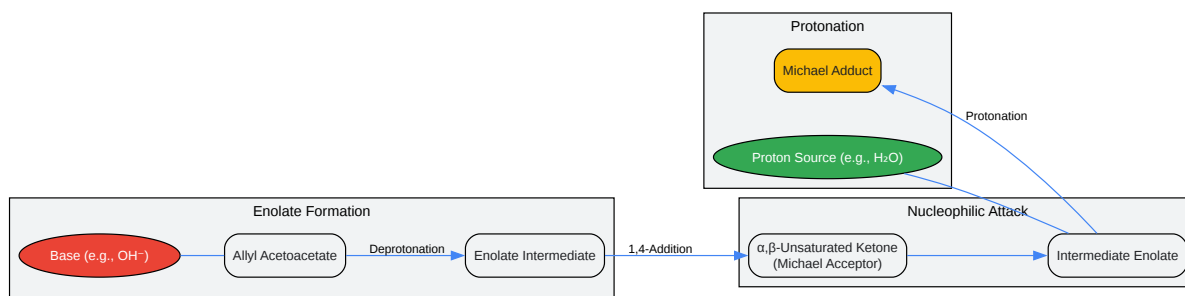 Protonation
Michael Adduct
Protonation
Proton Source (e.g., H₂O)
Enolate Formation
Nucleophilic Attack
Base (e.g., OH⁻)
Allyl Acetoacetate
Deprotonation
Enolate Intermediate
1,4-Addition
α,β-Unsaturated Ketone
(Michael Acceptor)
Intermediate Enolate